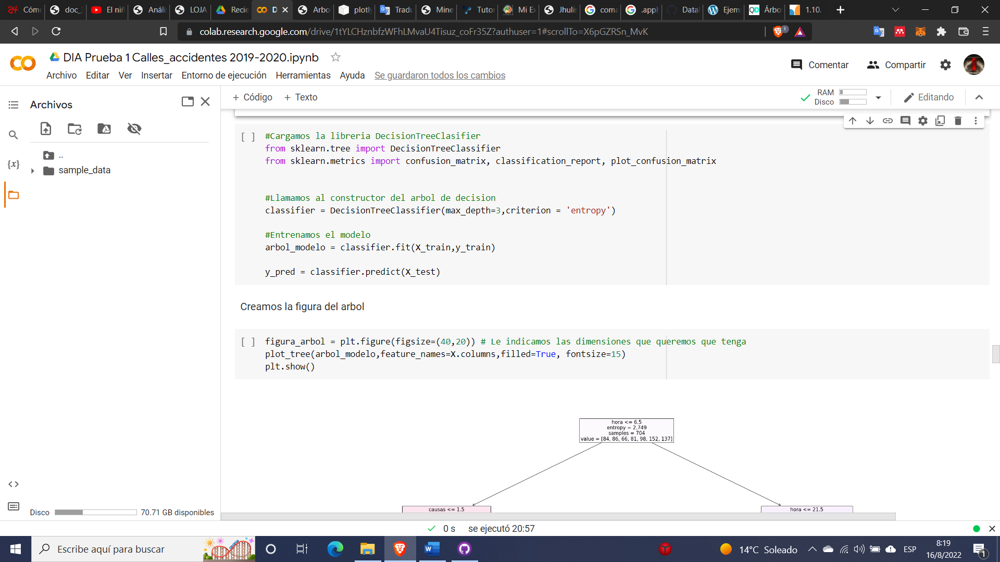 Cómo
doc_
El niñ
Anális
LOJA
Recie
D
Arbo
plotly
Tradu
Mine
Tutor
Mi E
Jhulis
coma
.apply
Datal
Ejem
Árbo
1.10.
colab.research.google.com/drive/1tYLCHznbfzWFhLMvaU4Tisuz_coFr35Z?authuser=1#scrollTo=X6pGZRSn_MvK
1
DIA Prueba 1 Calles_accidentes 2019-2020.ipynb
Comentar
Compartir
Archivo Editar Ver Insertar Entorno de ejecución Herramientas Ayuda Se guardaron todos los cambios
Archivos
+ Código + Texto
RAM
Disco
Editando
..
sample_data
{x}
[ ] #Cargamos la libreria DecisionTreeClasifier
from sklearn.tree import DecisionTreeClassifier
from sklearn.metrics import confusion_matrix, classification_report, plot_confusion_matrix
#Llamamos al constructor del arbol de decision
classifier = DecisionTreeClassifier(max_depth=3,criterion = 'entropy')
#Entrenamos el modelo
arbol_modelo = classifier.fit(X_train,y_train)
y_pred = classifier.predict(X_test)
Creamos la figura del arbol
[ ] figura_arbol = plt.figure(figsize=(40,20)) # Le indicamos las dimensiones que queremos que tenga
plot_tree(arbol_modelo,feature_names=X.columns,filled=True, fontsize=15)
plt.show()
hora <= 6.5
entropy = 2.749
samples = 704
value = [84, 86, 66, 81, 98, 152, 137]
causas <= 1.5
hora <= 21.5
Disco 70.71 GB disponibles
0 s se ejecutó 20:57
Escribe aquí para buscar
14°C Soleado
ESP
8:19
16/8/2022
1